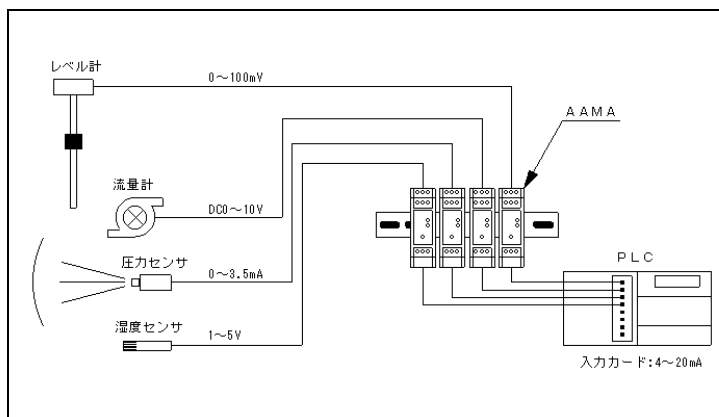 レベル計
0～100mV
AAMA
流量計
DC0～10V
PLC
圧力センサ
0～3.5mA
湿度センサ
1～5V
入力カード:4～20mA